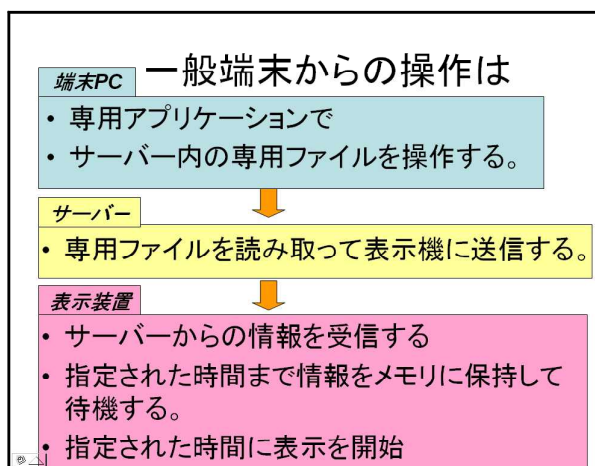 一般端末からの操作は
端末PC
• 専用アプリケーションで
• サーバー内の専用ファイルを操作する。
サーバー
• 専用ファイルを読み取って表示機に送信する。
表示装置
• サーバーからの情報を受信する
• 指定された時間まで情報をメモリに保持して
待機する。
• 指定された時間に表示を開始